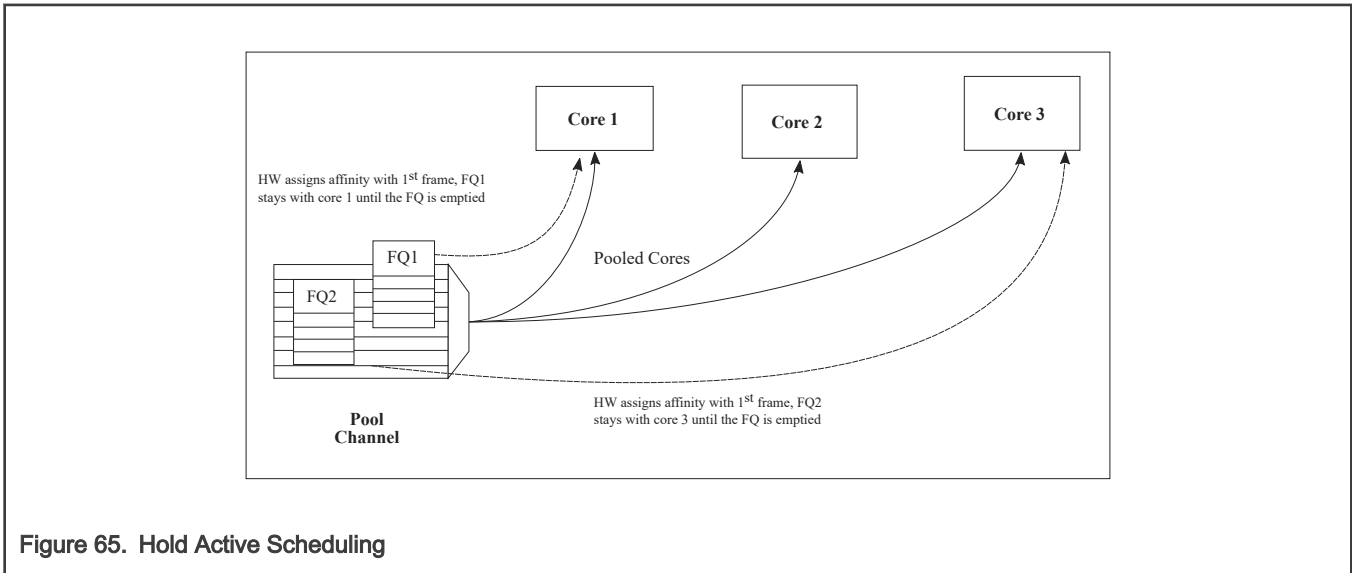 Core 1
Core 2
Core 3
HW assigns affinity with 1st frame, FQ1
stays with core 1 until the FQ is emptied
FQ1
Pooled Cores
FQ2
HW assigns affinity with 1st frame, FQ2
stays with core 3 until the FQ is emptied
Pool
Channel
Figure 65. Hold Active Scheduling